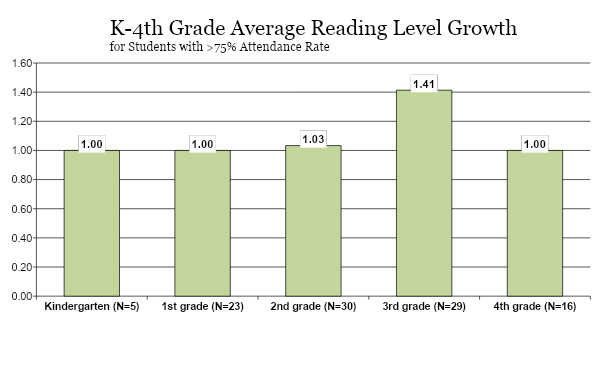 K-4th Grade Average Reading Level Growth
for Students with >75% Attendance Rate
1.60
1.40
1.20
1.00
0.80
0.60
0.40
0.20
0.00
1.00
1.00
1.03
1.41
1.00
Kindergarten (N=5)
1st grade (N=23)
2nd grade (N=30)
3rd grade (N=29)
4th grade (N=16)